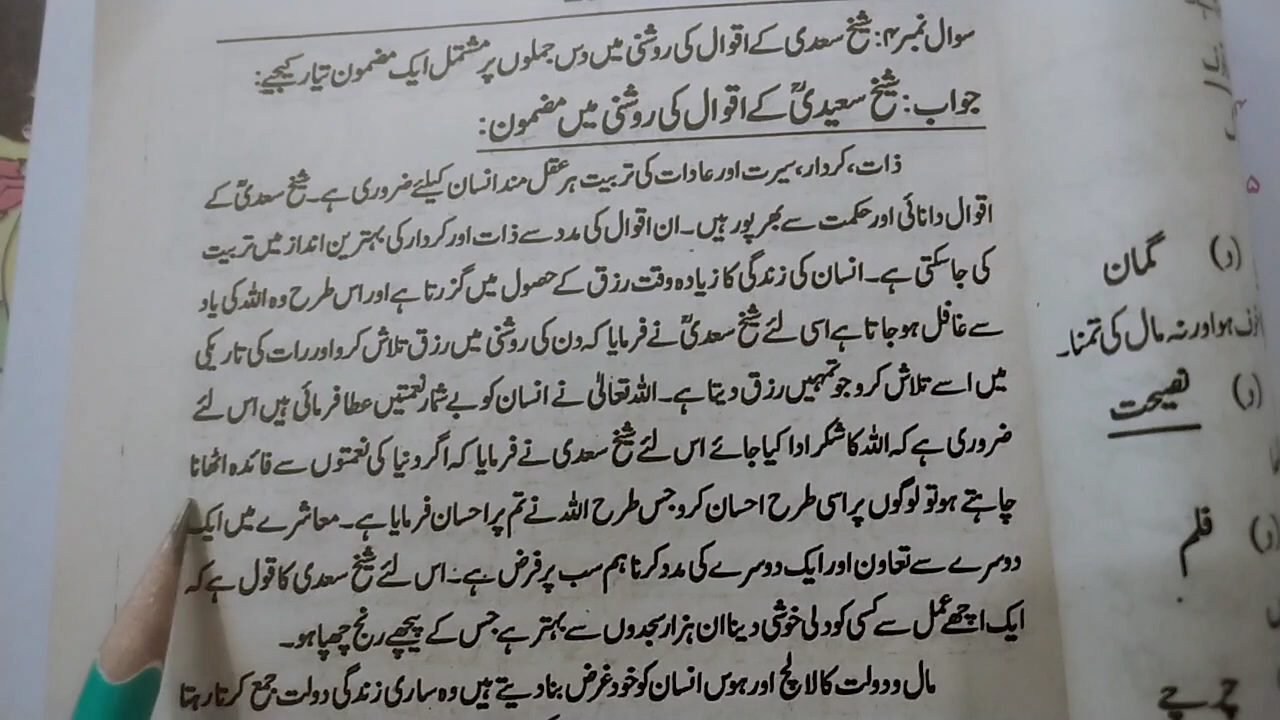 سوال نمبر ۴: شیخ سعدی کے اقوال کی روشنی میں دس جملوں پر مشتمل ایک مضمون تیار کیجیے:
جواب: شیخ سعیدیؒ کے اقوال کی روشنی میں مضمون:
ذات، کردار، سیرت اور عادات کی تربیت ہر عقل مند انسان کیلئے ضروری ہے۔ شیخ سعدیؒ کے
اقوال دانائی اور حکمت سے بھر پور ہیں۔ ان اقوال کی مدد سے ذات اور کردار کی بہترین انداز میں تربیت
کی جاسکتی ہے۔ انسان کی زندگی کا زیادہ وقت رزق کے حصول میں گزرتا ہے اور اس طرح وہ اللہ کی یاد
سے غافل ہو جاتا ہے اسی لئے شیخ سعدیؒ نے فرمایا کہ دن کی روشنی میں رزق تلاش کرو اور رات کی تاریکی
میں اسے تلاش کرو جو تمہیں رزق دیتا ہے۔ اللہ تعالیٰ نے انسان کو بے شمار نعمتیں عطا فرمائی ہیں اس لئے
ضروری ہے کہ اللہ کا شکر ادا کیا جائے اس لئے شیخ سعدی نے فرمایا کہ اگر دنیا کی نعمتوں سے فائدہ اٹھانا
چاہتے ہو تو لوگوں پر اسی طرح احسان کرو جس طرح اللہ نے تم پر احسان فرمایا ہے۔ معاشرے میں ایک
دوسرے سے تعاون اور ایک دوسرے کی مدد کرنا ہم سب پر فرض ہے۔ اس لئے شیخ سعدی کا قول ہے کہ
ایک اچھے عمل سے کسی کو دلی خوشی دینا ان ہزار سجدوں سے بہتر ہے جس کے پیچھے رنج چھپا ہو۔
مال و دولت کا لالچ اور ہوس انسان کو خود غرض بنا دیتے ہیں وہ ساری زندگی دولت جمع کرتا رہتا
۵
(د) گمان
ہو اور نہ مال کی تمنا۔
(د) نصیحت
(د) قلم